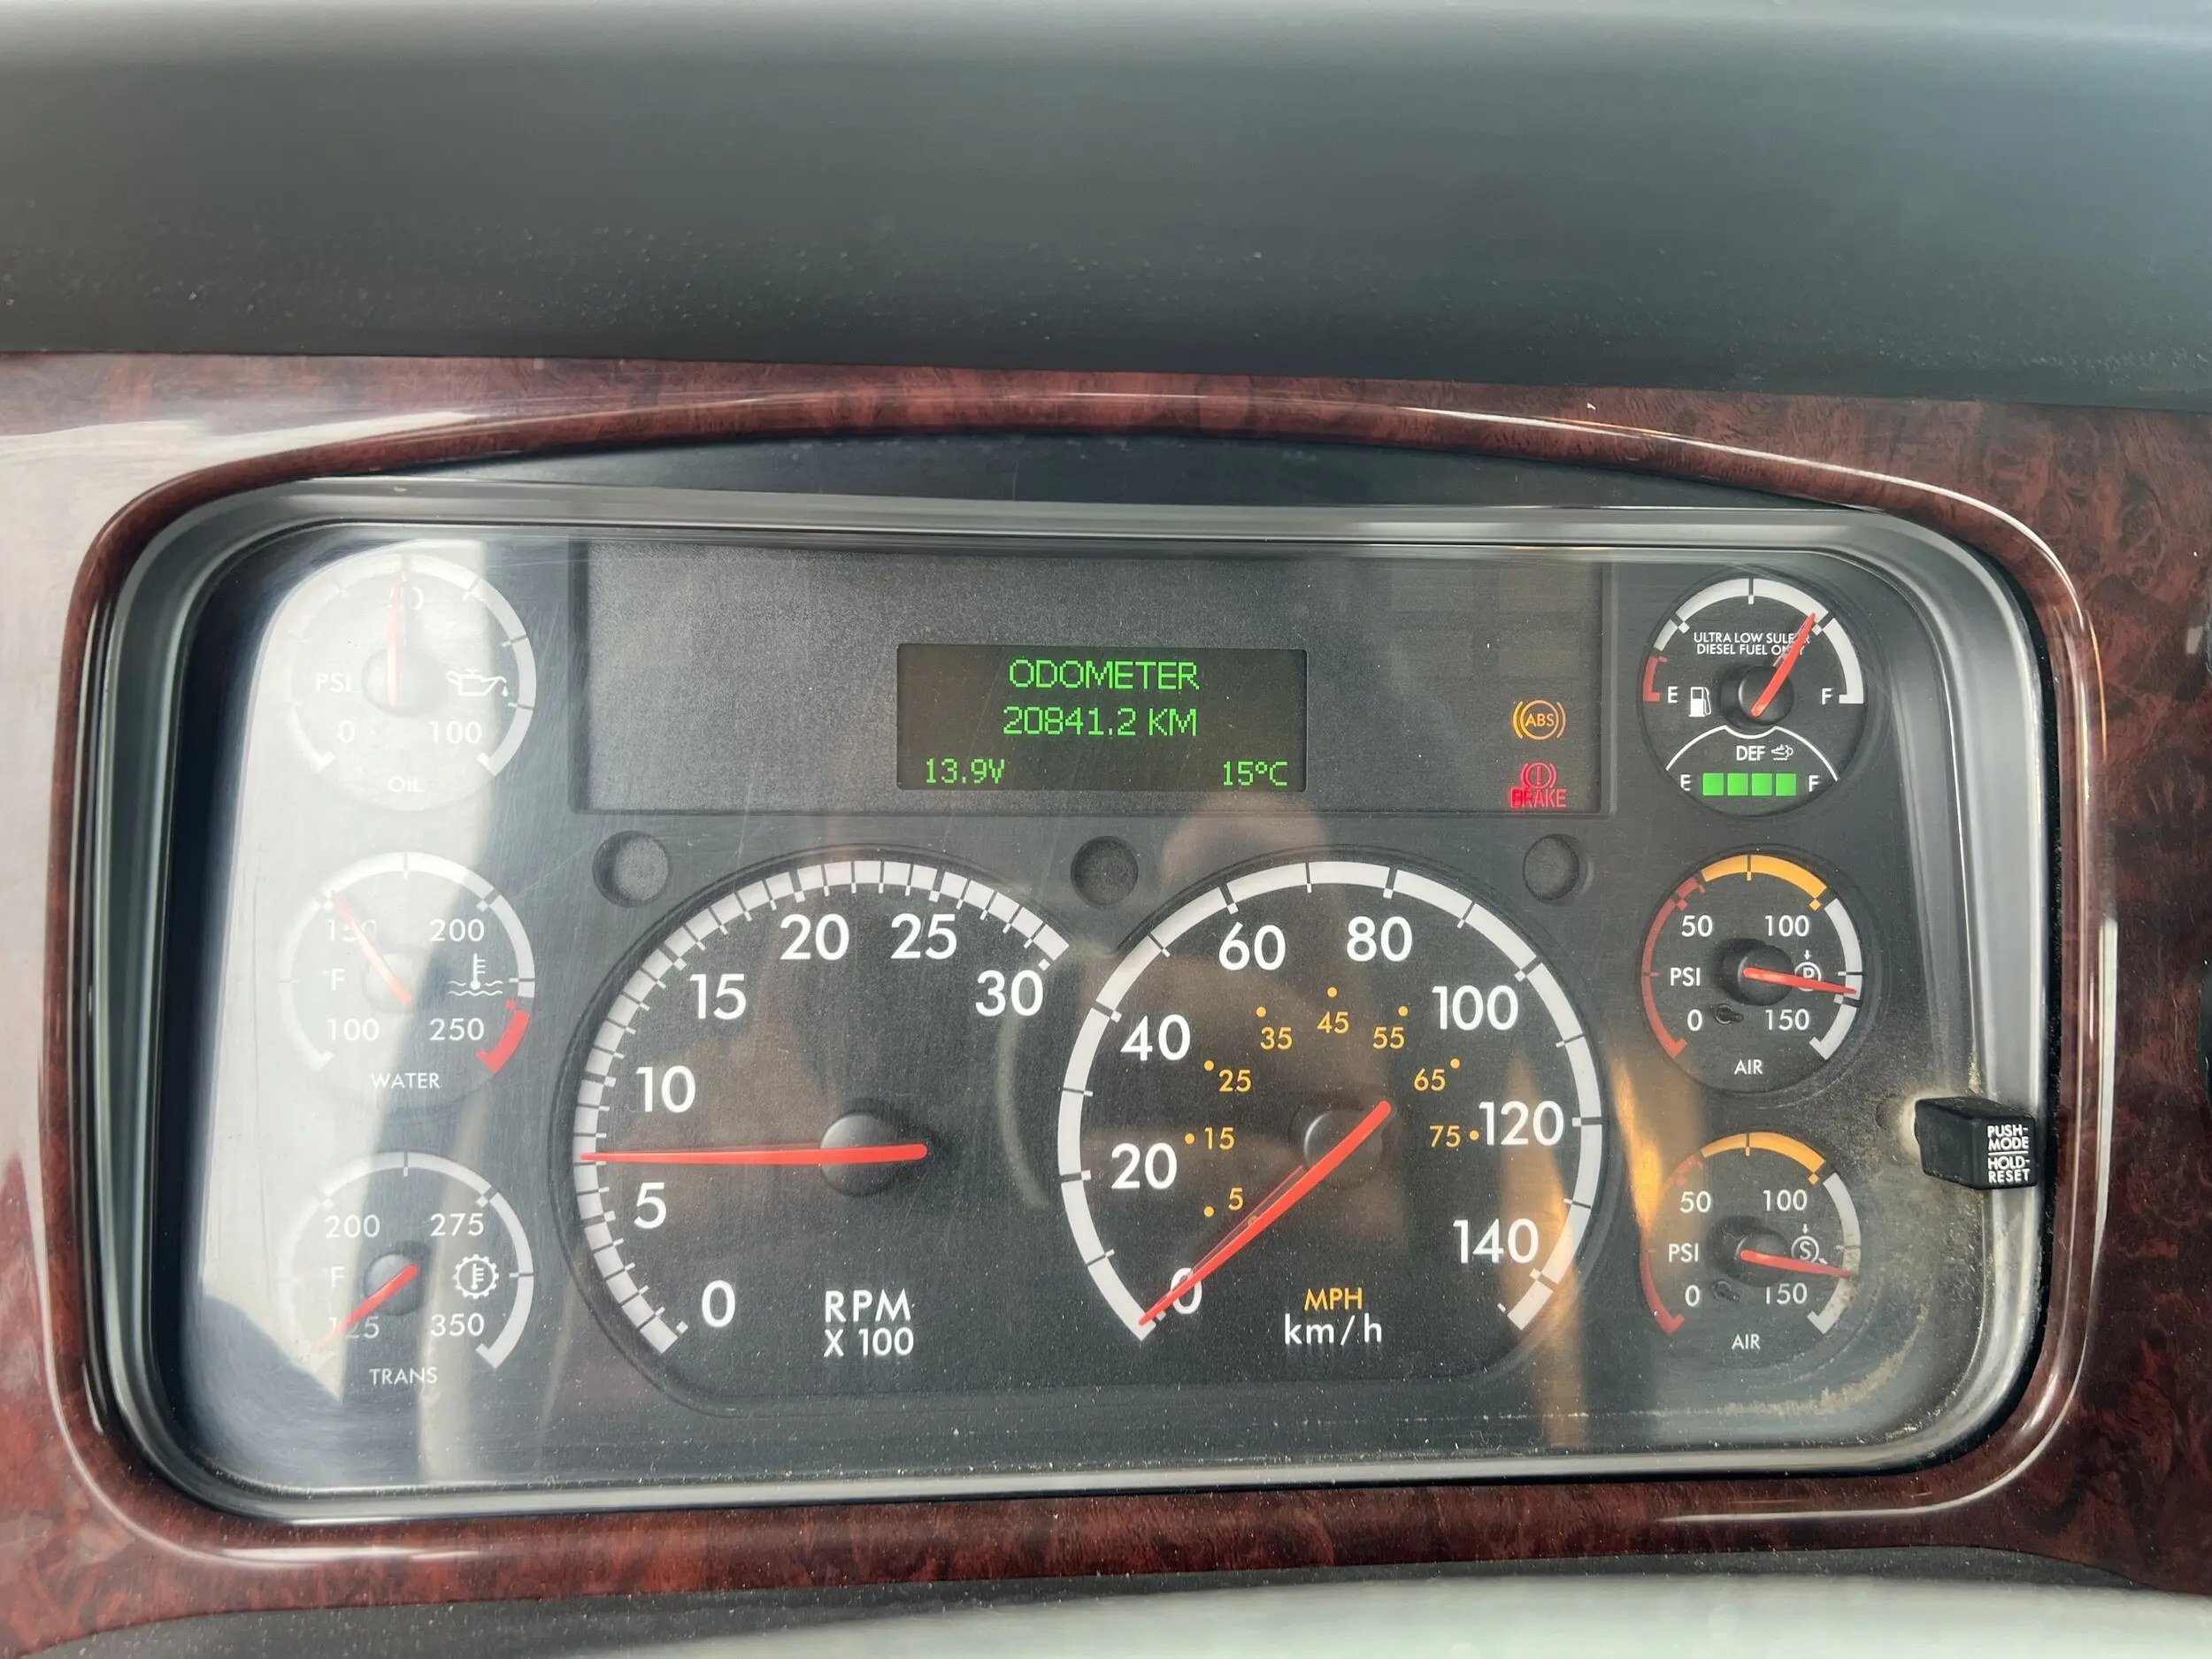 50
PSI
0 100
OIL
150 200
°F
100 250
WATER
200 275
F
125 350
TRANS
ODOMETER
20841.2 KM
13.9V 15°C
ABS
BRAKE
0 5 10 15 20 25 30
RPM
X 100
0 20 40 60 80 100 120 140
5 15 25 35 45 55 65 75
MPH
km/h
ULTRA LOW SULFUR
DIESEL FUEL ONLY
E F
DEF
E F
50 100
PSI P
0 150
AIR
50 100
PSI S
0 150
AIR
PUSH-
MODE
HOLD-
RESET